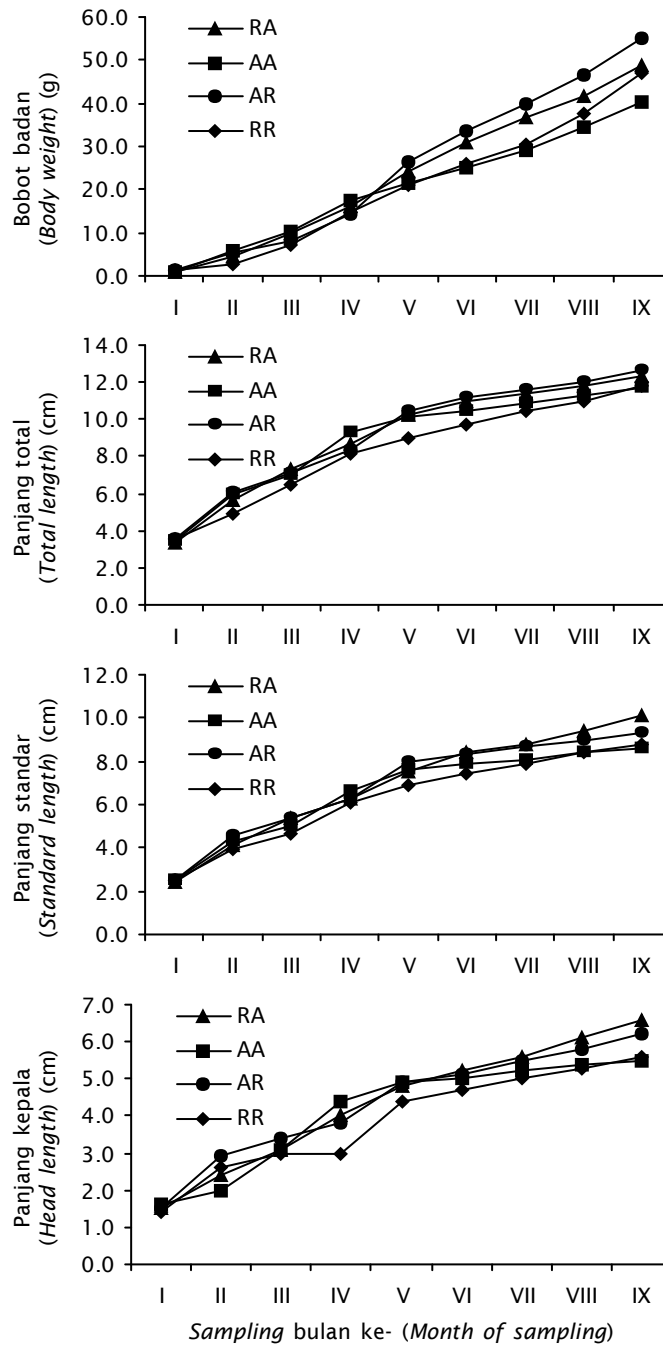 60.0
50.0
40.0
30.0
20.0
10.0
0.0
Bobot badan
(Body weight) (g)
RA
AA
AR
RR
I II III IV V VI VII VIII IX
14.0
12.0
10.0
8.0
6.0
4.0
2.0
0.0
Panjang total
(Total length) (cm)
RA
AA
AR
RR
I II III IV V VI VII VIII IX
12.0
10.0
8.0
6.0
4.0
2.0
0.0
Panjang standar
(Standard length) (cm)
RA
AA
AR
RR
I II III IV V VI VII VIII IX
7.0
6.0
5.0
4.0
3.0
2.0
1.0
0.0
Panjang kepala
(Head length) (cm)
RA
AA
AR
RR
I II III IV V VI VII VIII IX
Sampling bulan ke- (Month of sampling)